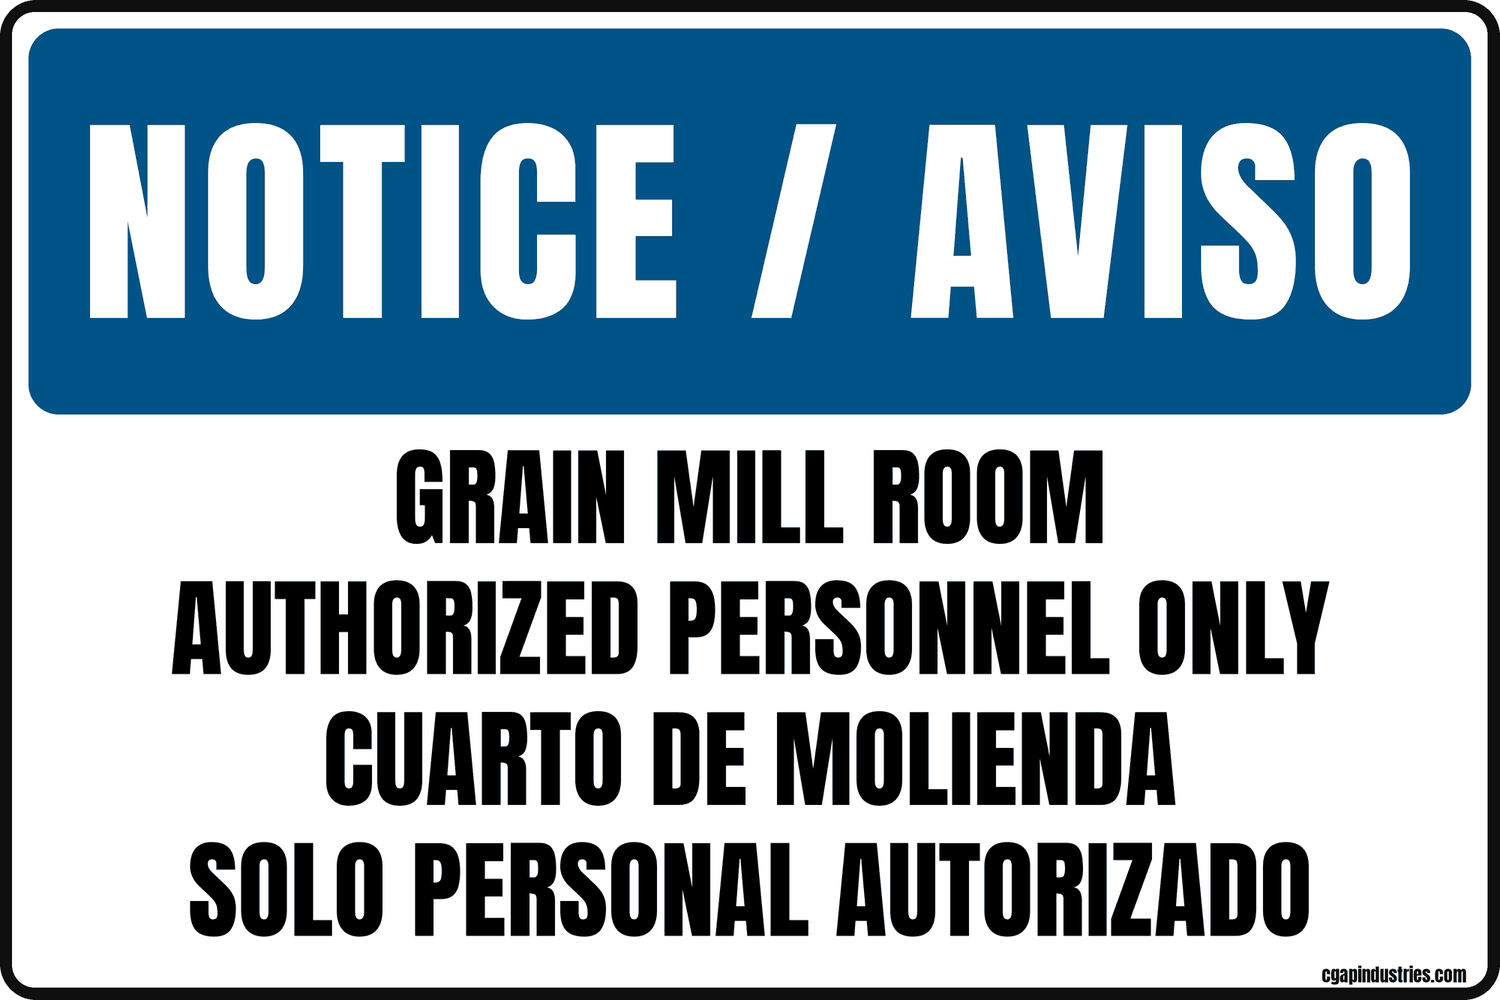 NOTICE / AVISO
GRAIN MILL ROOM
AUTHORIZED PERSONNEL ONLY
CUARTO DE MOLIENDA
SOLO PERSONAL AUTORIZADO
cgapindustries.com